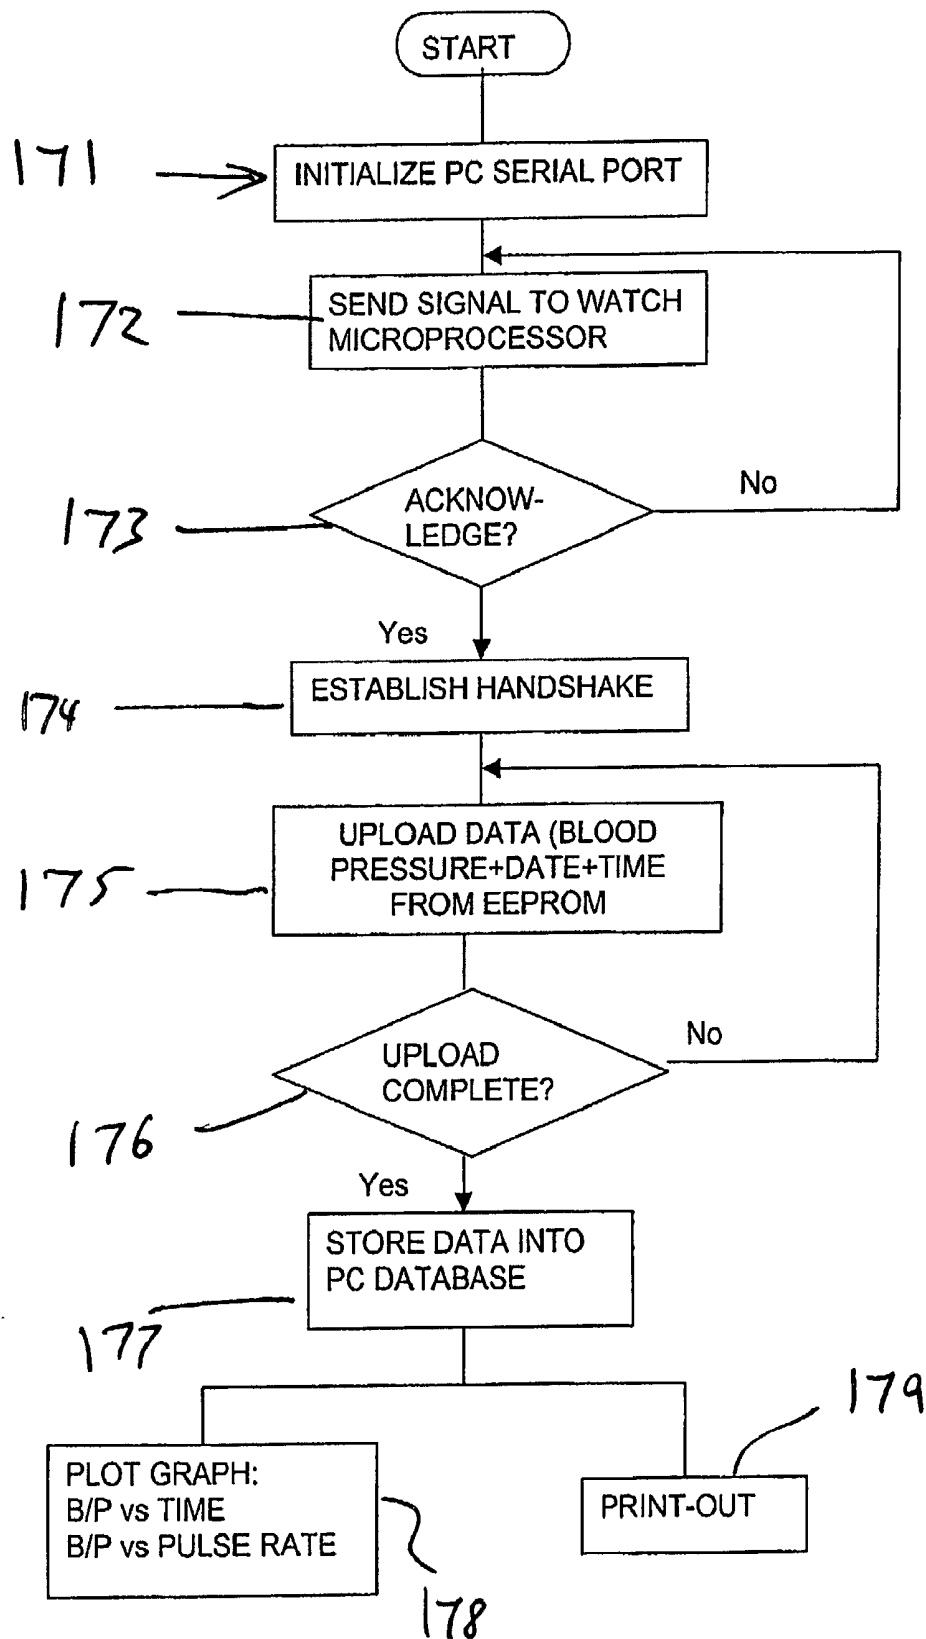 START
171
INITIALIZE PC SERIAL PORT
172
SEND SIGNAL TO WATCH
MICROPROCESSOR
173
ACKNOW-
LEDGE?
No
Yes
174
ESTABLISH HANDSHAKE
175
UPLOAD DATA (BLOOD
PRESSURE+DATE+TIME
FROM EEPROM
176
UPLOAD
COMPLETE?
No
Yes
177
STORE DATA INTO
PC DATABASE
178
PLOT GRAPH:
B/P vs TIME
B/P vs PULSE RATE
179
PRINT-OUT